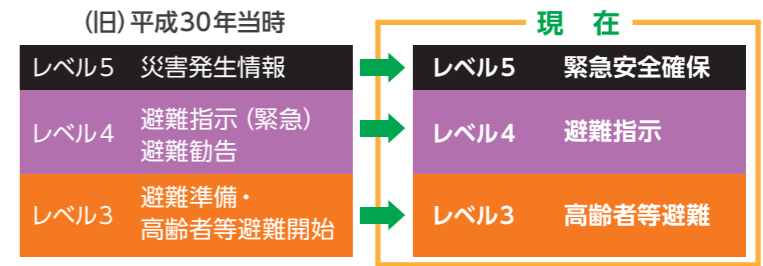 (旧)平成30年当時
現 在
レベル5 災害発生情報
レベル5 緊急安全確保
レベル4 避難指示(緊急)
避難勧告
レベル4 避難指示
レベル3 避難準備・
高齢者等避難開始
レベル3 高齢者等避難